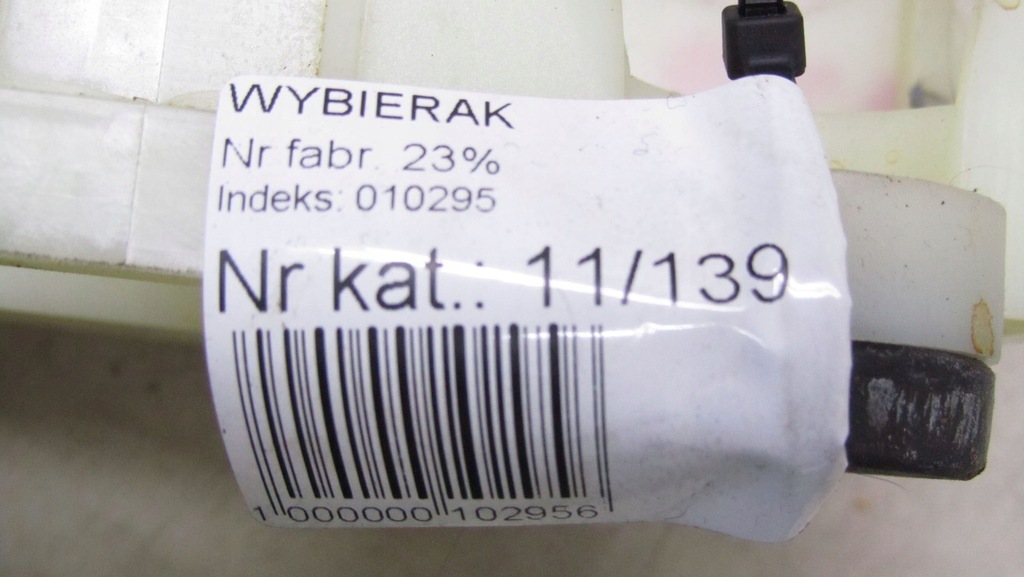 WYBIERAK
Nr fabr. 23%
Indeks: 010295
Nr kat.: 11/139
1 000000 102956